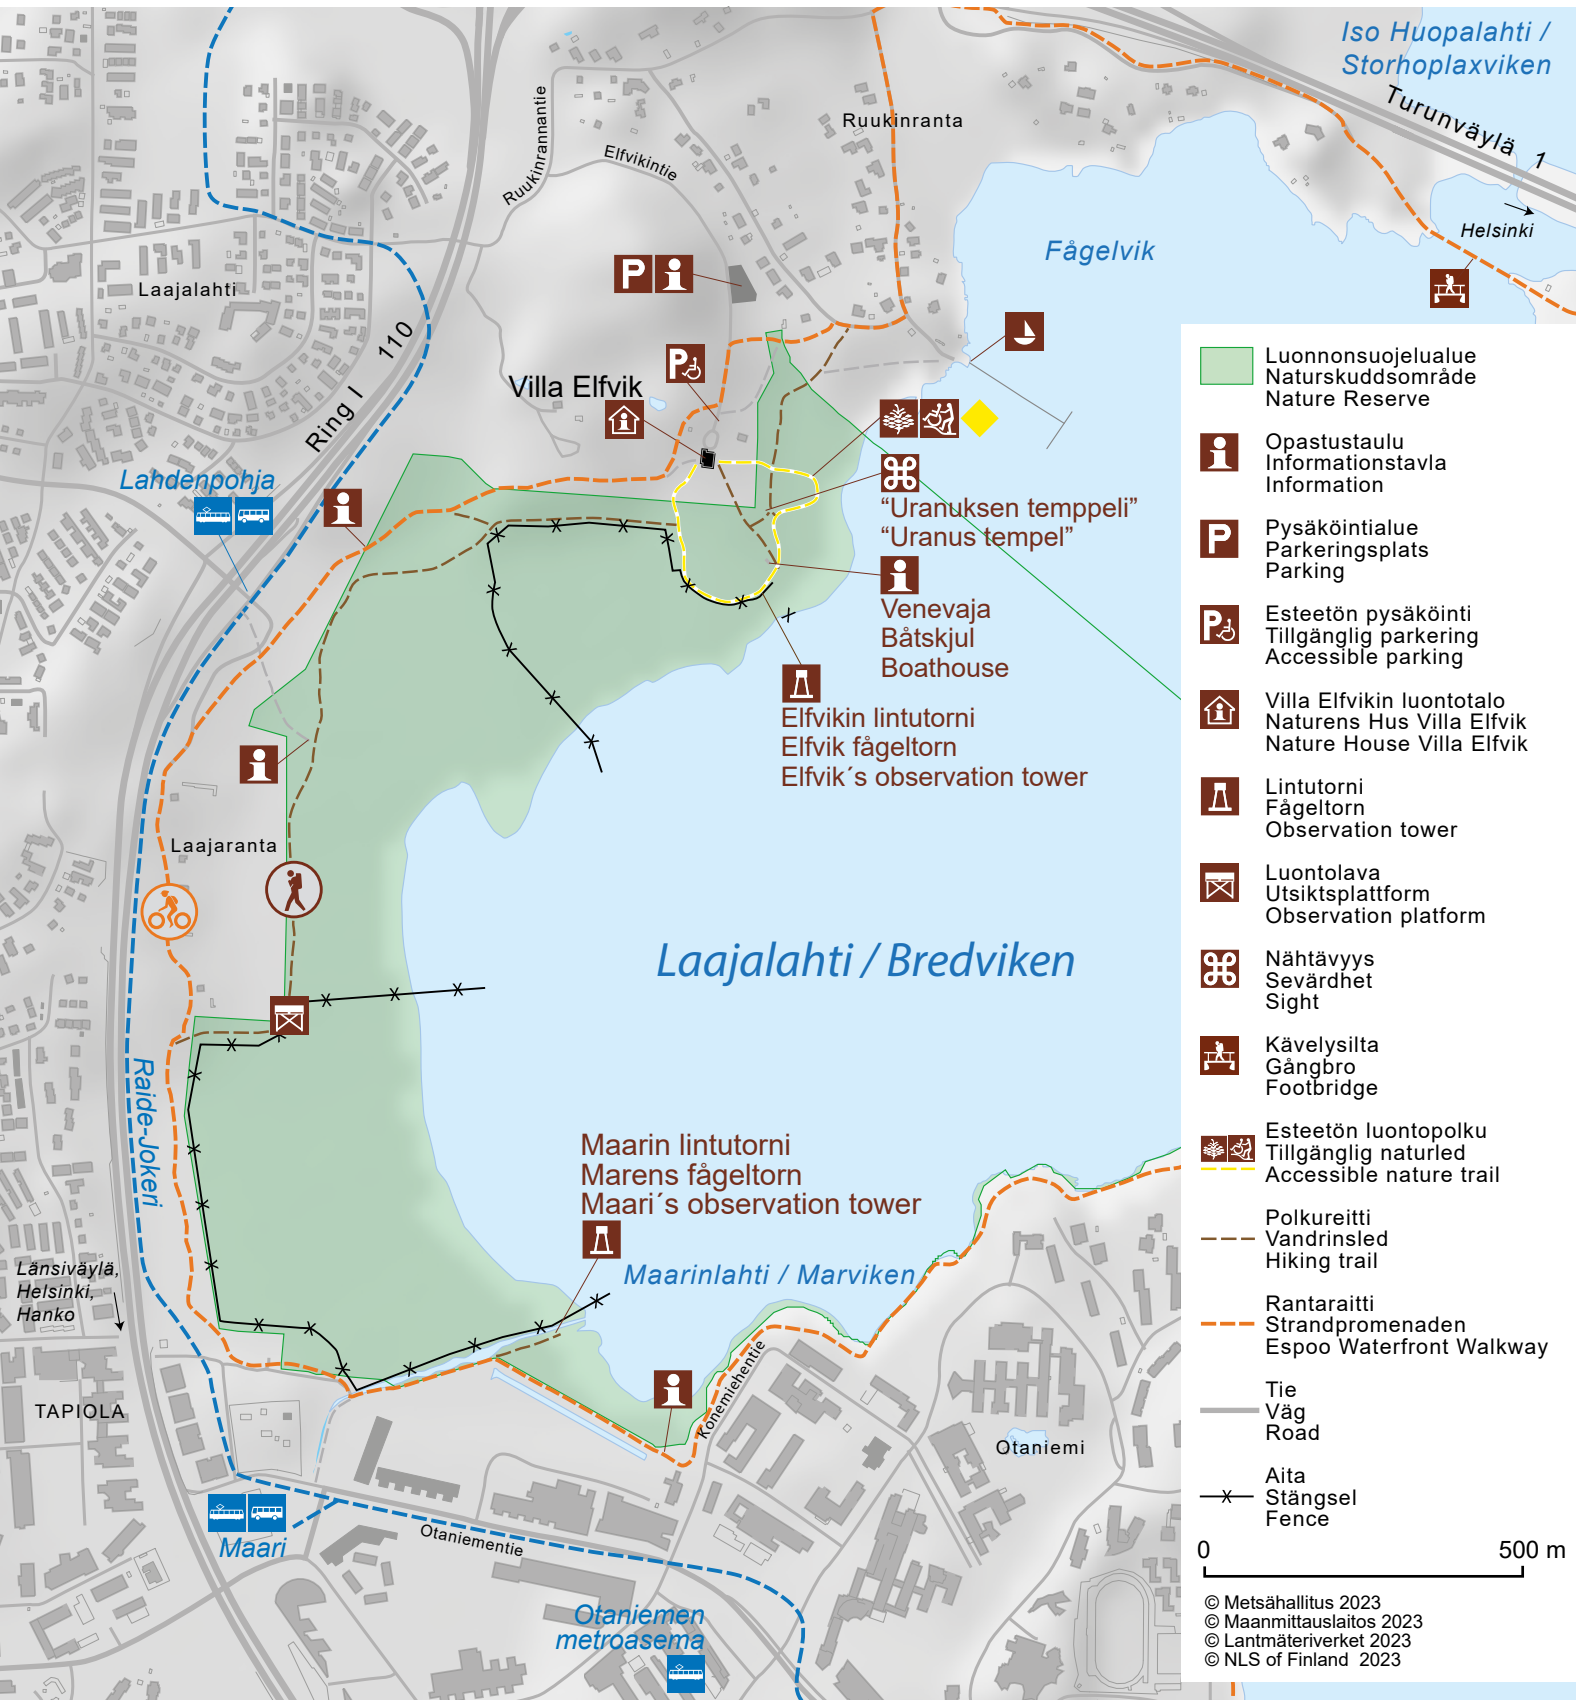 Iso Huopalahti /
Storhoplaxviken
Turunväylä 1
Helsinki
Ruukinranta
Ruukinrannantie
Elfvikintie
Fågelvik
Laajalahti
Ring I 110
P
P
Villa Elfvik
Lahdenpohja
“Uranuksen temppeli”
“Uranus tempel”
Venevaja
Båtskjul
Boathouse
Elfvikin lintutorni
Elfvik fågeltorn
Elfvik´s observation tower
Laajaranta
Laajalahti / Bredviken
Raide-Jokeri
Maarin lintutorni
Marens fågeltorn
Maari´s observation tower
Maarinlahti / Marviken
Länsiväylä,
Helsinki,
Hanko
TAPIOLA
Konemiehentie
Otaniemi
Maari
Otaniementie
Otaniemen
metroasema
Luonnonsuojelualue
Naturskuddsområde
Nature Reserve
Opastustaulu
Informationstavla
Information
P
Pysäköintialue
Parkeringsplats
Parking
P
Esteetön pysäköinti
Tillgänglig parkering
Accessible parking
Villa Elfvikin luontotalo
Naturens Hus Villa Elfvik
Nature House Villa Elfvik
Lintutorni
Fågeltorn
Observation tower
Luontolava
Utsiktsplattform
Observation platform
Nähtävyys
Sevärdhet
Sight
Kävelysilta
Gångbro
Footbridge
Esteetön luontopolku
Tillgänglig naturled
Accessible nature trail
Polkureitti
Vandrinsled
Hiking trail
Rantaraitti
Strandpromenaden
Espoo Waterfront Walkway
Tie
Väg
Road
Aita
Stängsel
Fence
0 500 m
© Metsähallitus 2023
© Maanmittauslaitos 2023
© Lantmäteriverket 2023
© NLS of Finland 2023